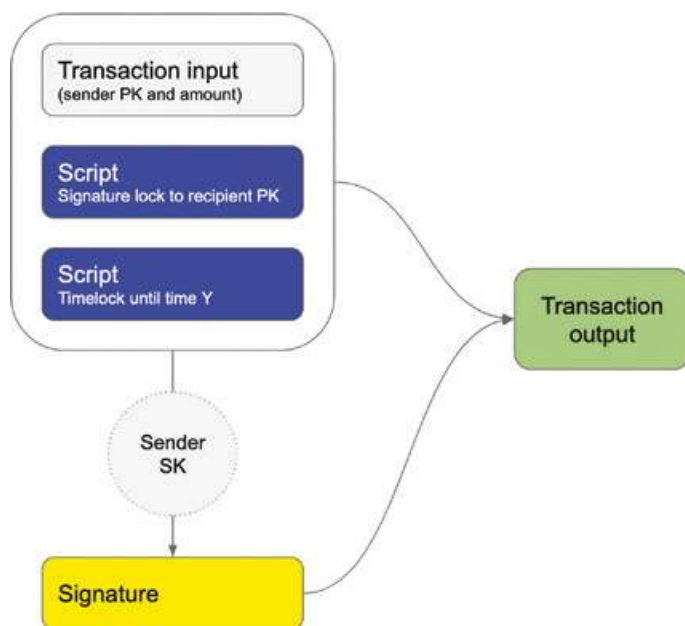 Transaction input
(sender PK and amount)
Script
Signature lock to recipient PK
Script
Timelock until time Y
Transaction
output
Sender
SK
Signature